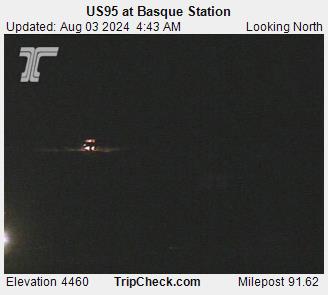 US95 at Basque Station
Updated: Aug 03 2024 4:43 AM Looking North
Elevation 4460 TripCheck.com Milepost 91.62